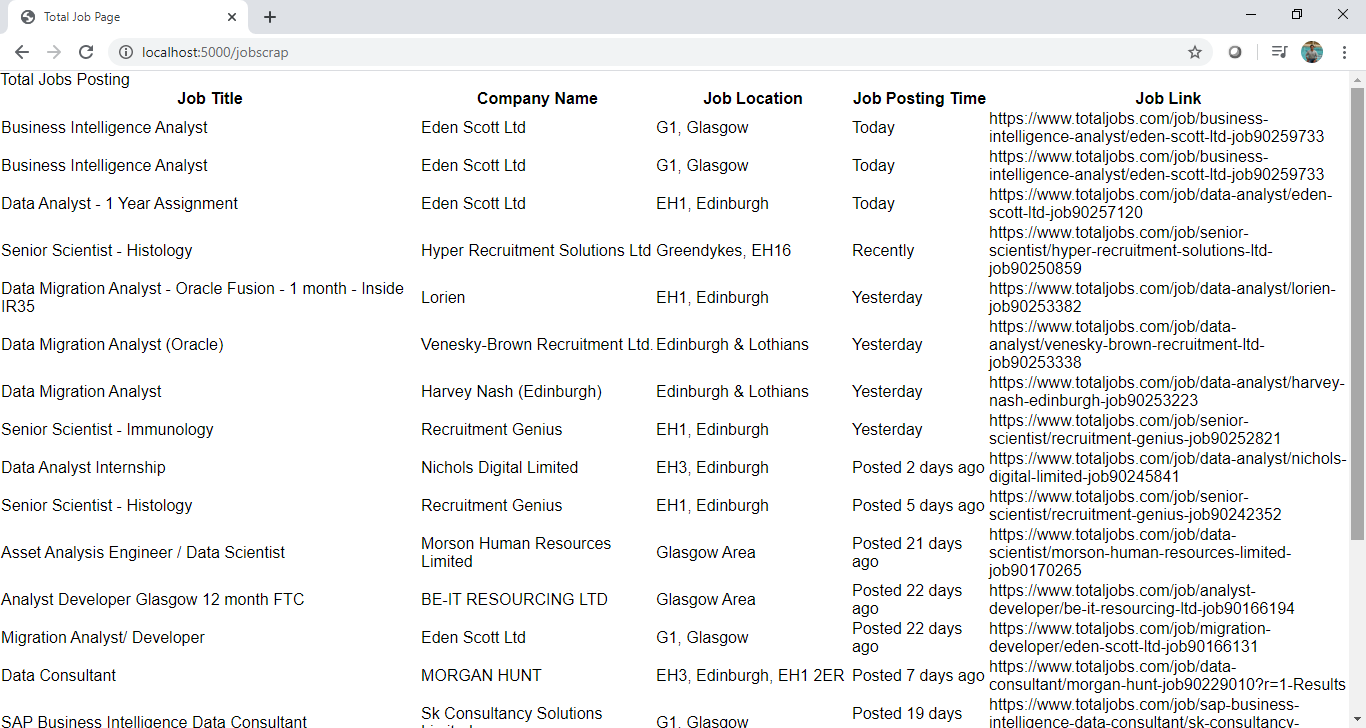 Total Job Page
localhost:5000/jobscrap
Total Jobs Posting
Job Title Company Name Job Location Job Posting Time Job Link
Business Intelligence Analyst Eden Scott Ltd G1, Glasgow Today https://www.totaljobs.com/job/business-
intelligence-analyst/eden-scott-ltd-job90259733
Business Intelligence Analyst Eden Scott Ltd G1, Glasgow Today https://www.totaljobs.com/job/business-
intelligence-analyst/eden-scott-ltd-job90259733
Data Analyst - 1 Year Assignment Eden Scott Ltd EH1, Edinburgh Today https://www.totaljobs.com/job/data-analyst/eden-
scott-ltd-job90257120
Senior Scientist - Histology Hyper Recruitment Solutions Ltd Greendykes, EH16 Recently https://www.totaljobs.com/job/senior-
scientist/hyper-recruitment-solutions-ltd-
job90250859
Data Migration Analyst - Oracle Fusion - 1 month - Inside
IR35 Lorien EH1, Edinburgh Yesterday https://www.totaljobs.com/job/data-analyst/lorien-
job90253382
Data Migration Analyst (Oracle) Venesky-Brown Recruitment Ltd. Edinburgh & Lothians Yesterday https://www.totaljobs.com/job/data-
analyst/venesky-brown-recruitment-ltd-
job90253338
Data Migration Analyst Harvey Nash (Edinburgh) Edinburgh & Lothians Yesterday https://www.totaljobs.com/job/data-analyst/harvey-
nash-edinburgh-job90253223
Senior Scientist - Immunology Recruitment Genius EH1, Edinburgh Yesterday https://www.totaljobs.com/job/senior-
scientist/recruitment-genius-job90252821
Data Analyst Internship Nichols Digital Limited EH3, Edinburgh Posted 2 days ago https://www.totaljobs.com/job/data-analyst/nichols-
digital-limited-job90245841
Senior Scientist - Histology Recruitment Genius EH1, Edinburgh Posted 5 days ago https://www.totaljobs.com/job/senior-
scientist/recruitment-genius-job90242352
Asset Analysis Engineer / Data Scientist Morson Human Resources
Limited Glasgow Area Posted 21 days
ago https://www.totaljobs.com/job/data-
scientist/morson-human-resources-limited-
job90170265
Analyst Developer Glasgow 12 month FTC BE-IT RESOURCING LTD Glasgow Area Posted 22 days
ago https://www.totaljobs.com/job/analyst-
developer/be-it-resourcing-ltd-job90166194
Migration Analyst/ Developer Eden Scott Ltd G1, Glasgow Posted 22 days
ago https://www.totaljobs.com/job/migration-
developer/eden-scott-ltd-job90166131
Data Consultant MORGAN HUNT EH3, Edinburgh, EH1 2ER Posted 7 days ago https://www.totaljobs.com/job/data-
consultant/morgan-hunt-job90229010?r=1-Results
SAP Business Intelligence Data Consultant Sk Consultancy Solutions
G1, Glasgow Posted 19 days
https://www.totaljobs.com/job/sap-business-
intelligence-data-consultant/sk-consultancy-